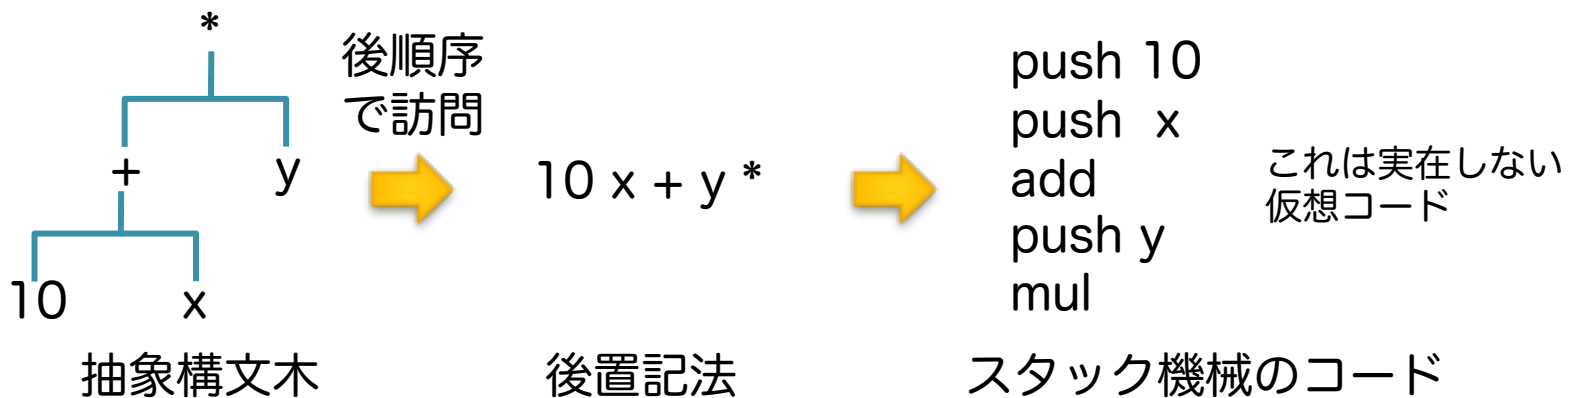 *
+ y
10 x
抽象構文木
後順序
で訪問
10 x + y *
後置記法
push 10
push x
add
push y
mul
これは実在しない
仮想コード
スタック機械のコード